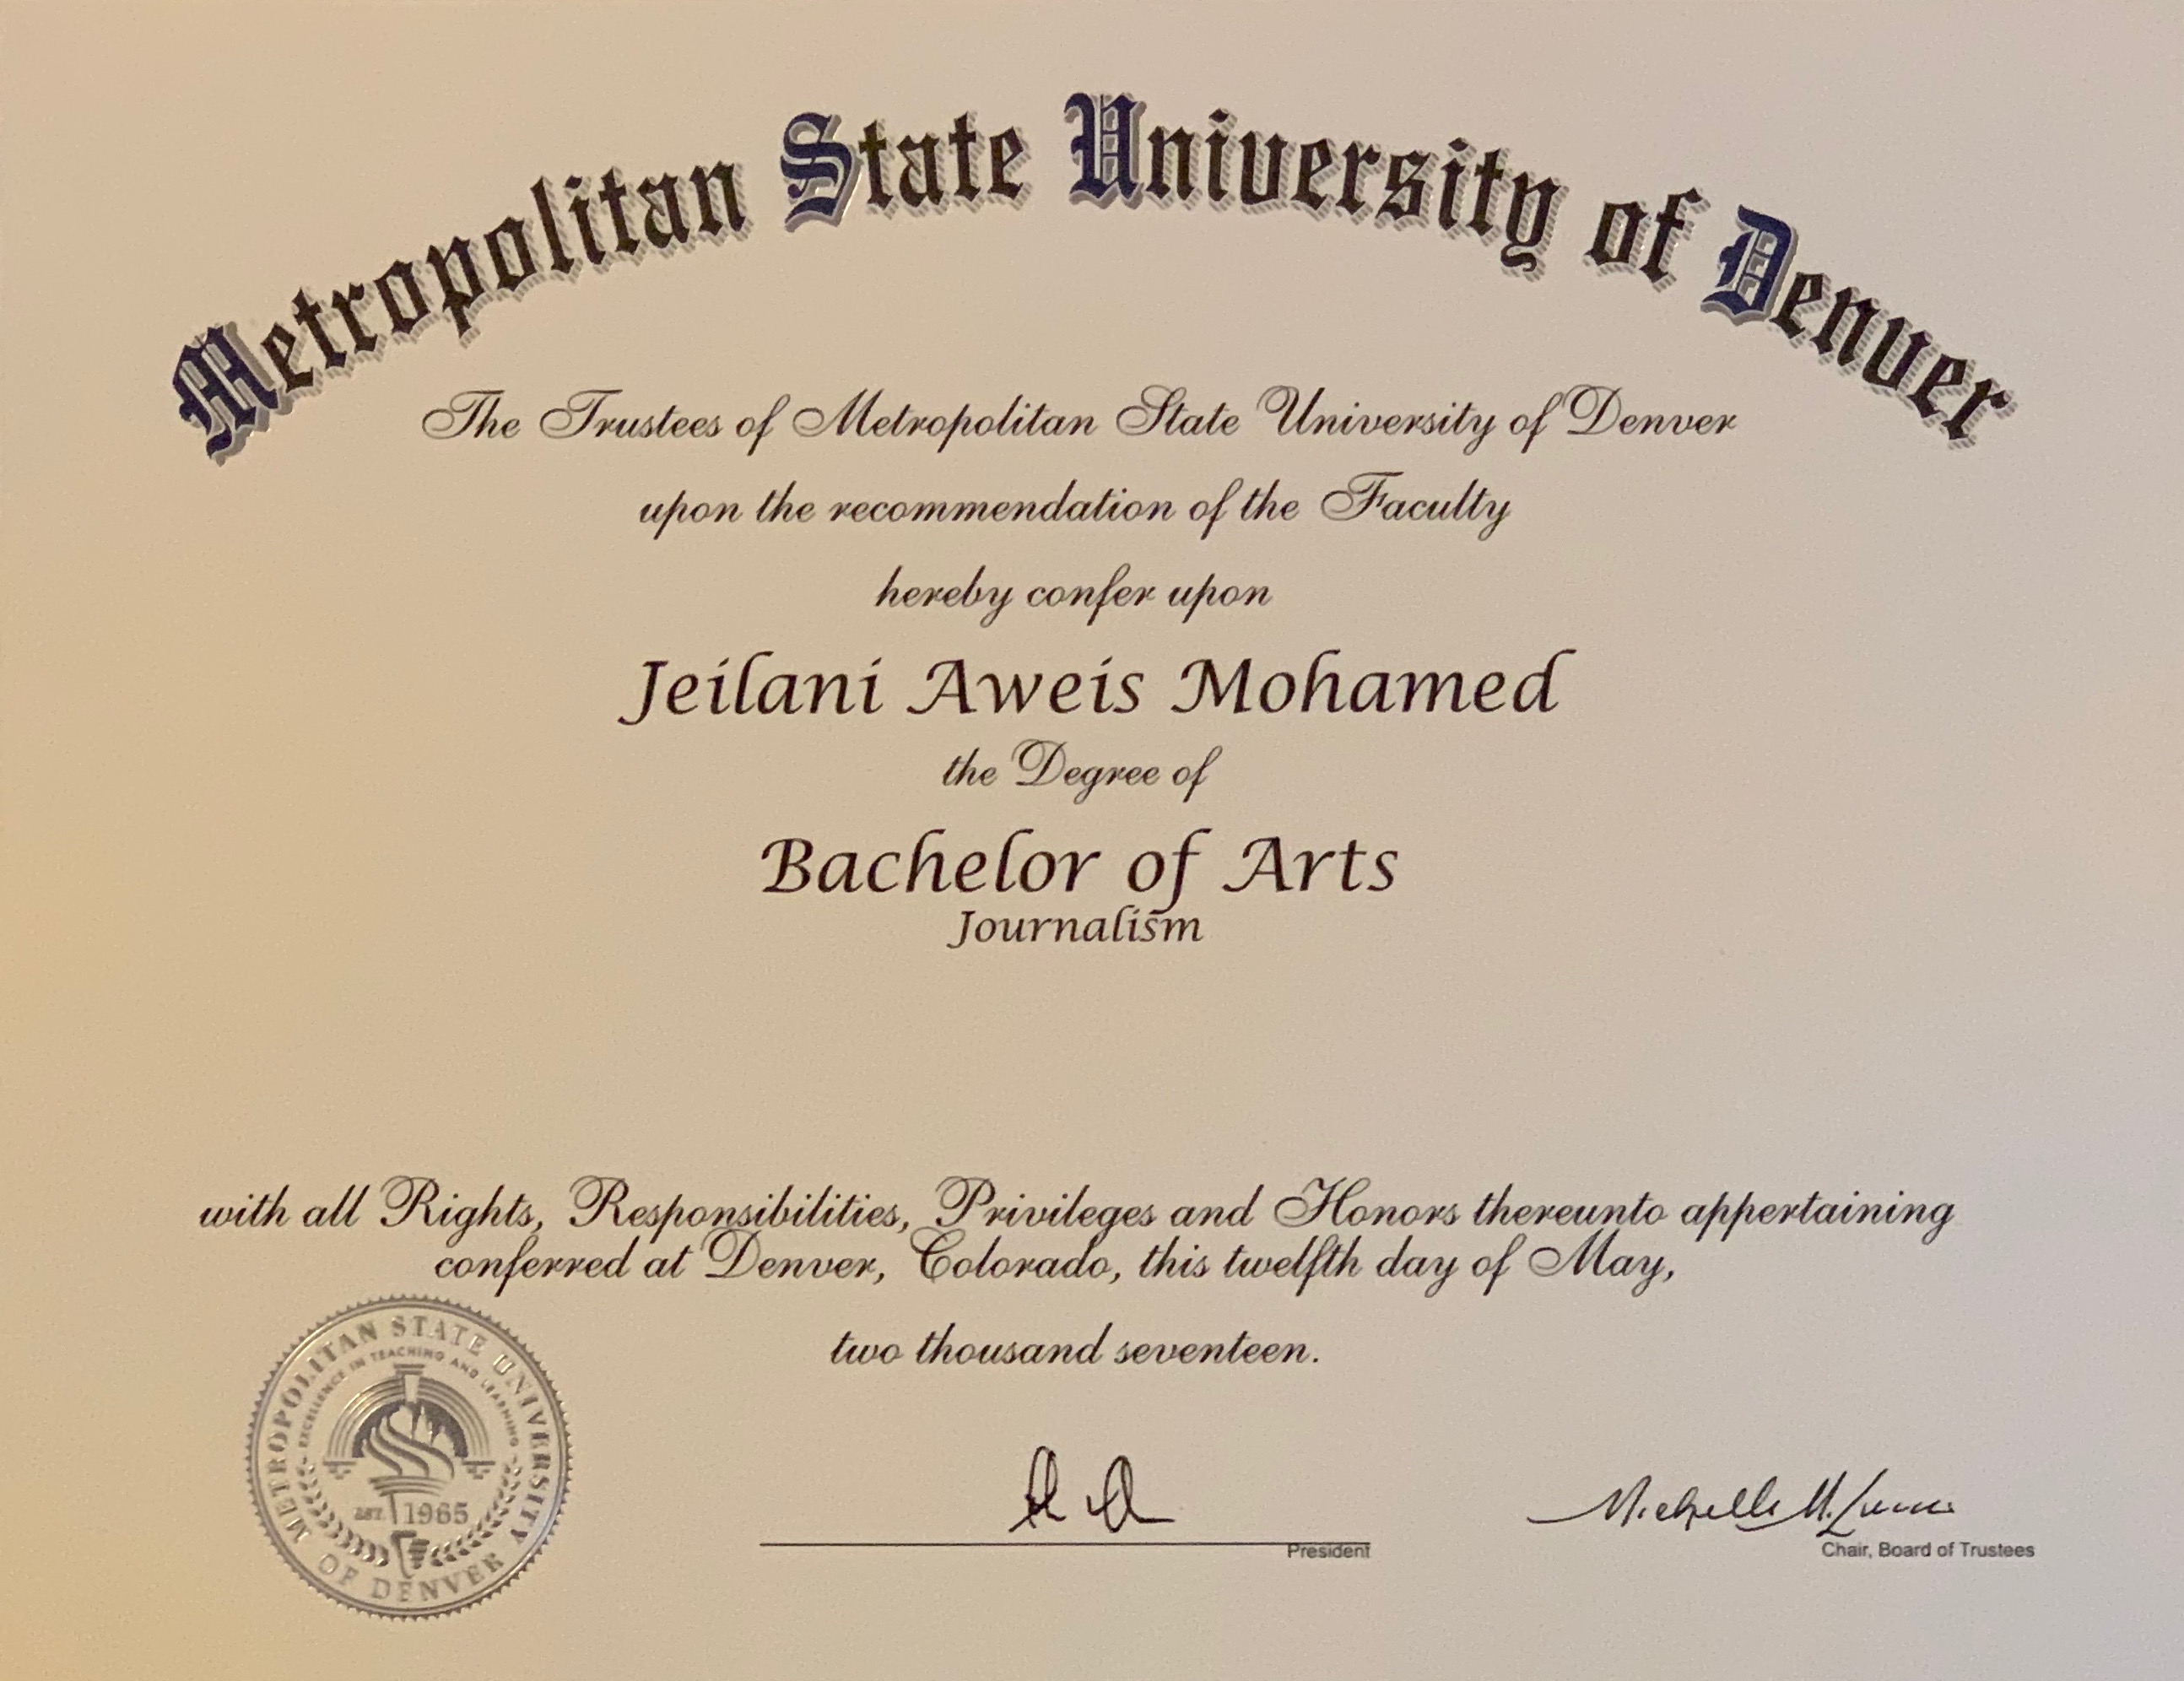 Metropolitan State University of Denver
The Trustees of Metropolitan State University of Denver
upon the recommendation of the Faculty
hereby confer upon
Jeilani Aweis Mohamed
the Degree of
Bachelor of Arts
Journalism
with all Rights, Responsibilities, Privileges and Honors thereunto appertaining
conferred at Denver, Colorado, this twelfth day of May,
two thousand seventeen.
METROPOLITAN STATE UNIVERSITY OF DENVER
EXCELLENCE IN TEACHING AND LEARNING
EST. 1965
President
Michelle M.
Chair, Board of Trustees